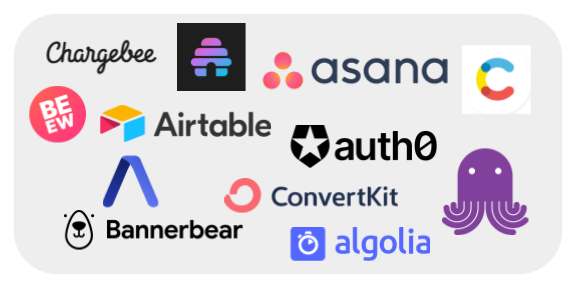 Chargebee
asana
BE
EW
Airtable
auth0
ConvertKit
Bannerbear
algolia